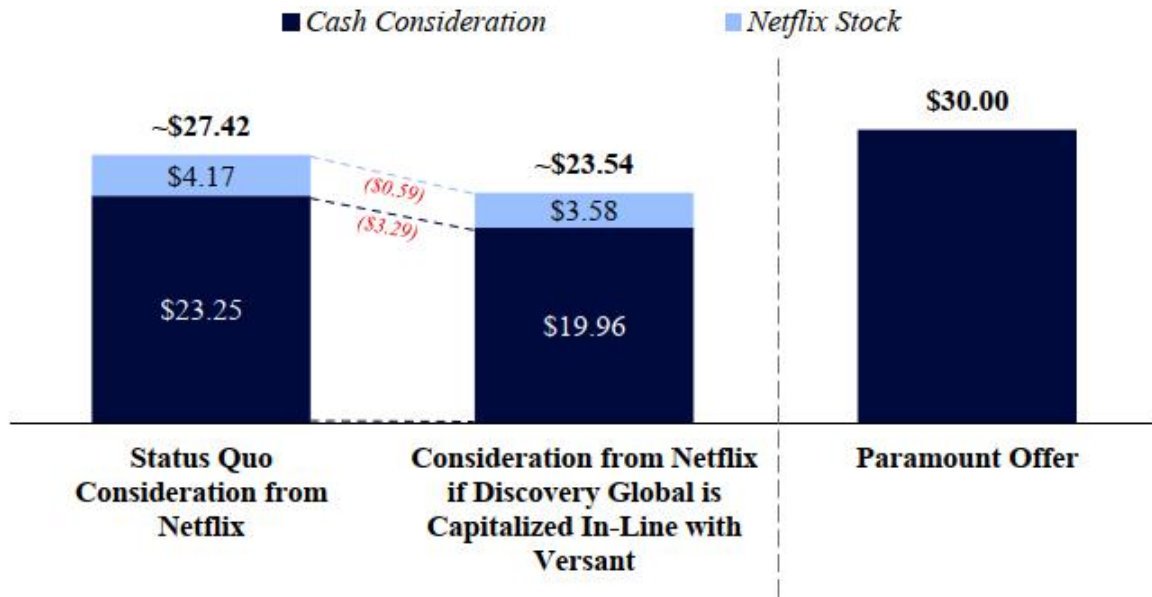 Cash Consideration
Netflix Stock
~$27.42
$4.17
$23.25
($0.59)
($3.29)
~$23.54
$3.58
$19.96
$30.00
Status Quo
Consideration from
Netflix
Consideration from Netflix
if Discovery Global is
Capitalized In-Line with
Versant
Paramount Offer